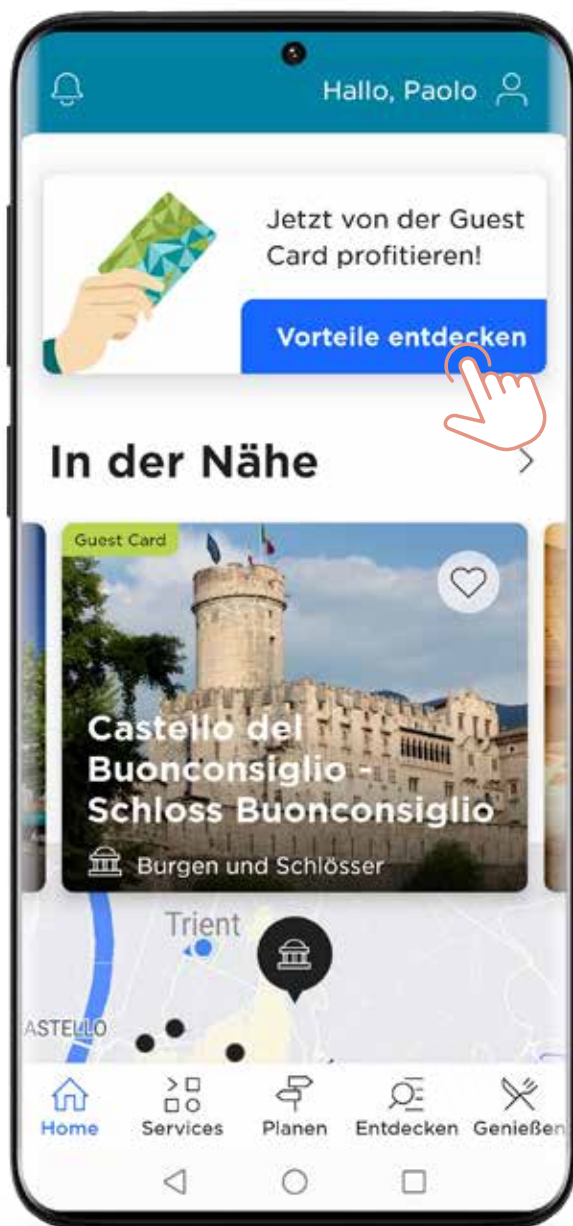 Hallo, Paolo
Jetzt von der Guest
Card profitieren!
Vorteile entdecken
In der Nähe
Guest Card
Castello del
Buonconsiglio -
Schloss Buonconsiglio
Burgen und Schlösser
Trient
ASTELLO
Home Services Planen Entdecken Genießen